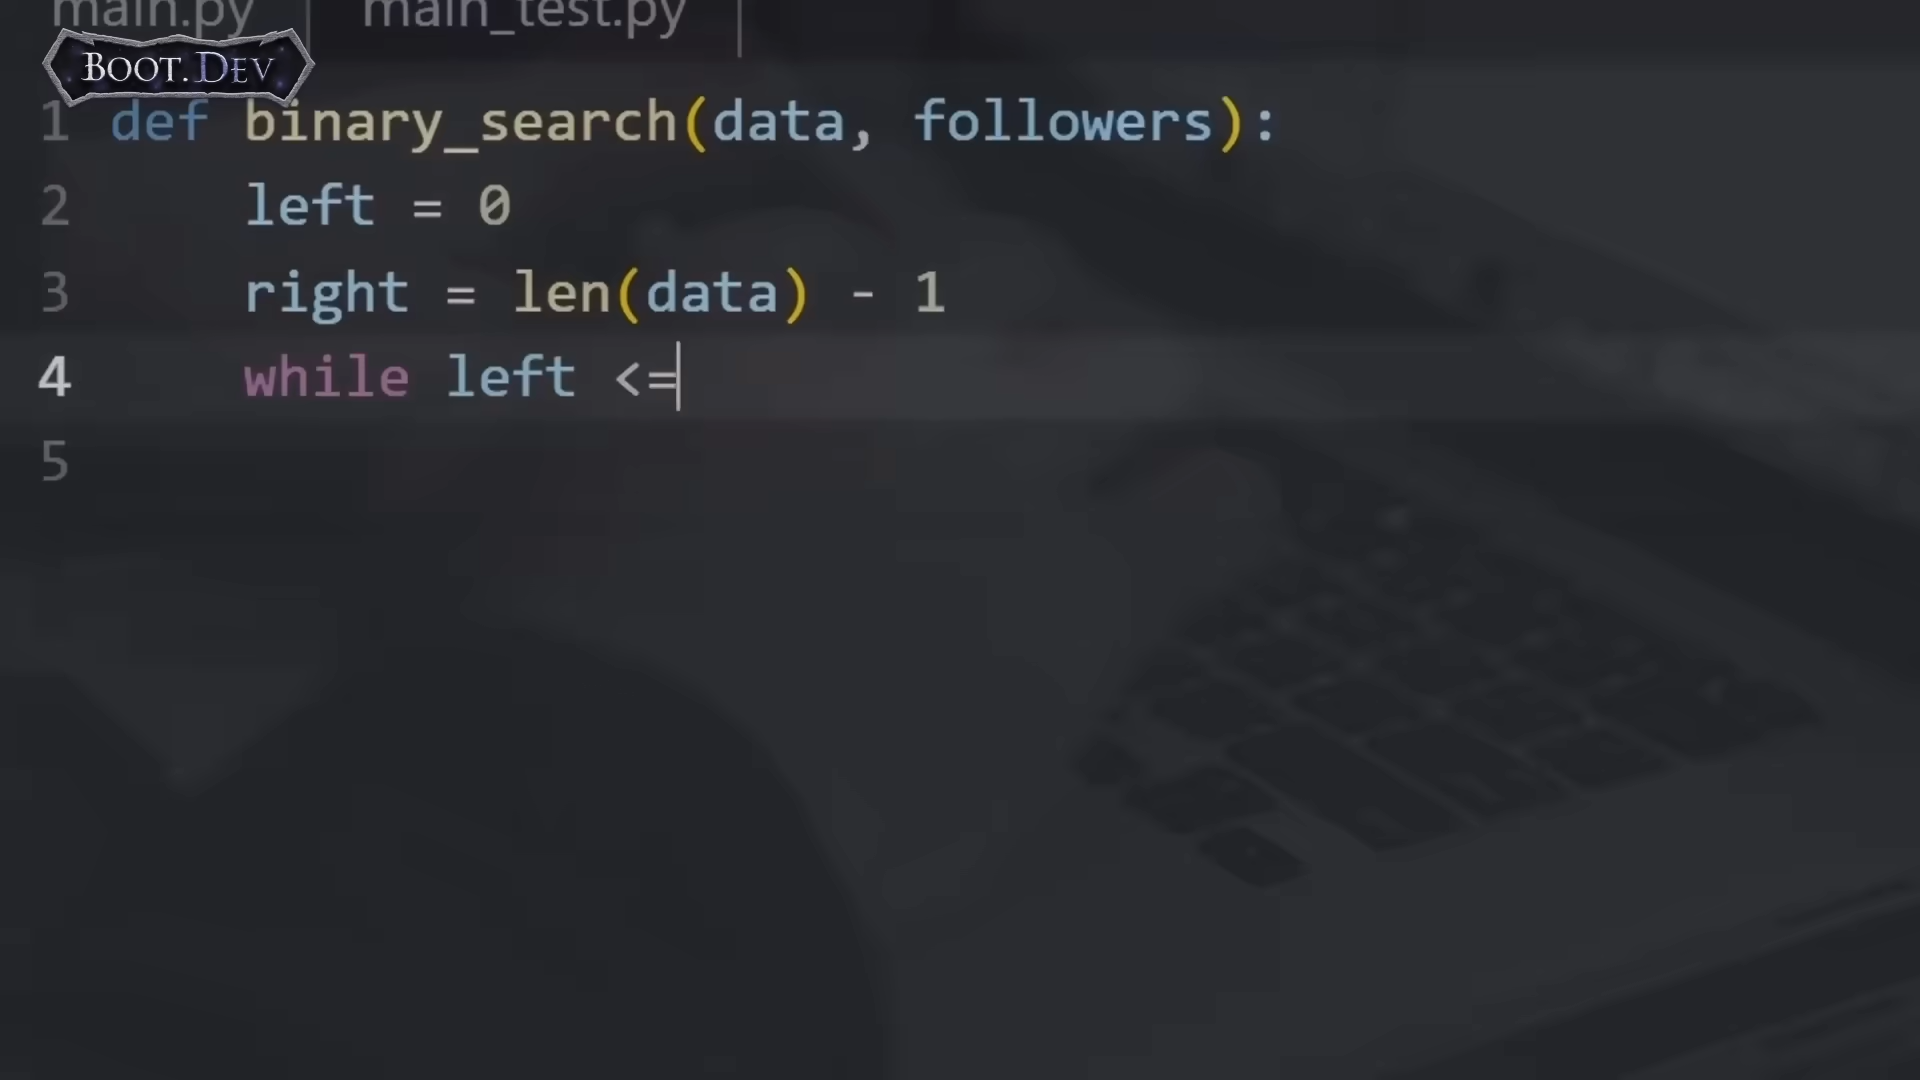 main.py main_test.py
BOOT.DEV
1 def binary_search(data, followers):
2 left = 0
3 right = len(data) - 1
4 while left <=
5